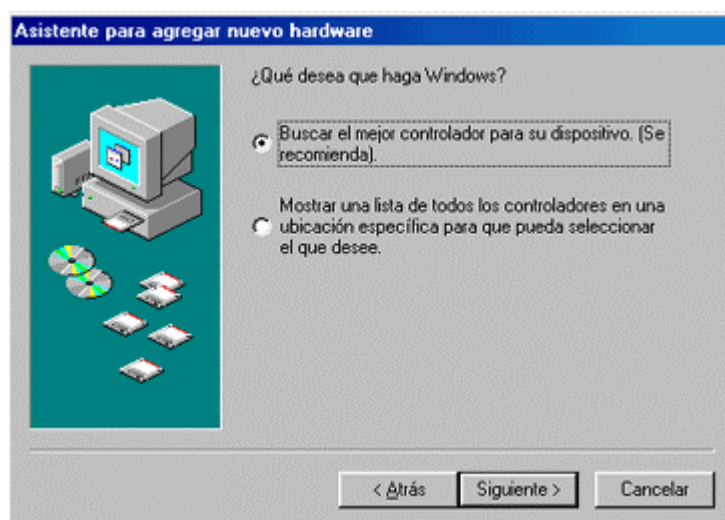 Asistente para agregar nuevo hardware
¿Qué desea que haga Windows?
Buscar el mejor controlador para su dispositivo. (Se
recomienda).
Mostrar una lista de todos los controladores en una
ubicación específica para que pueda seleccionar
el que desee.
< Atrás
Siguiente >
Cancelar